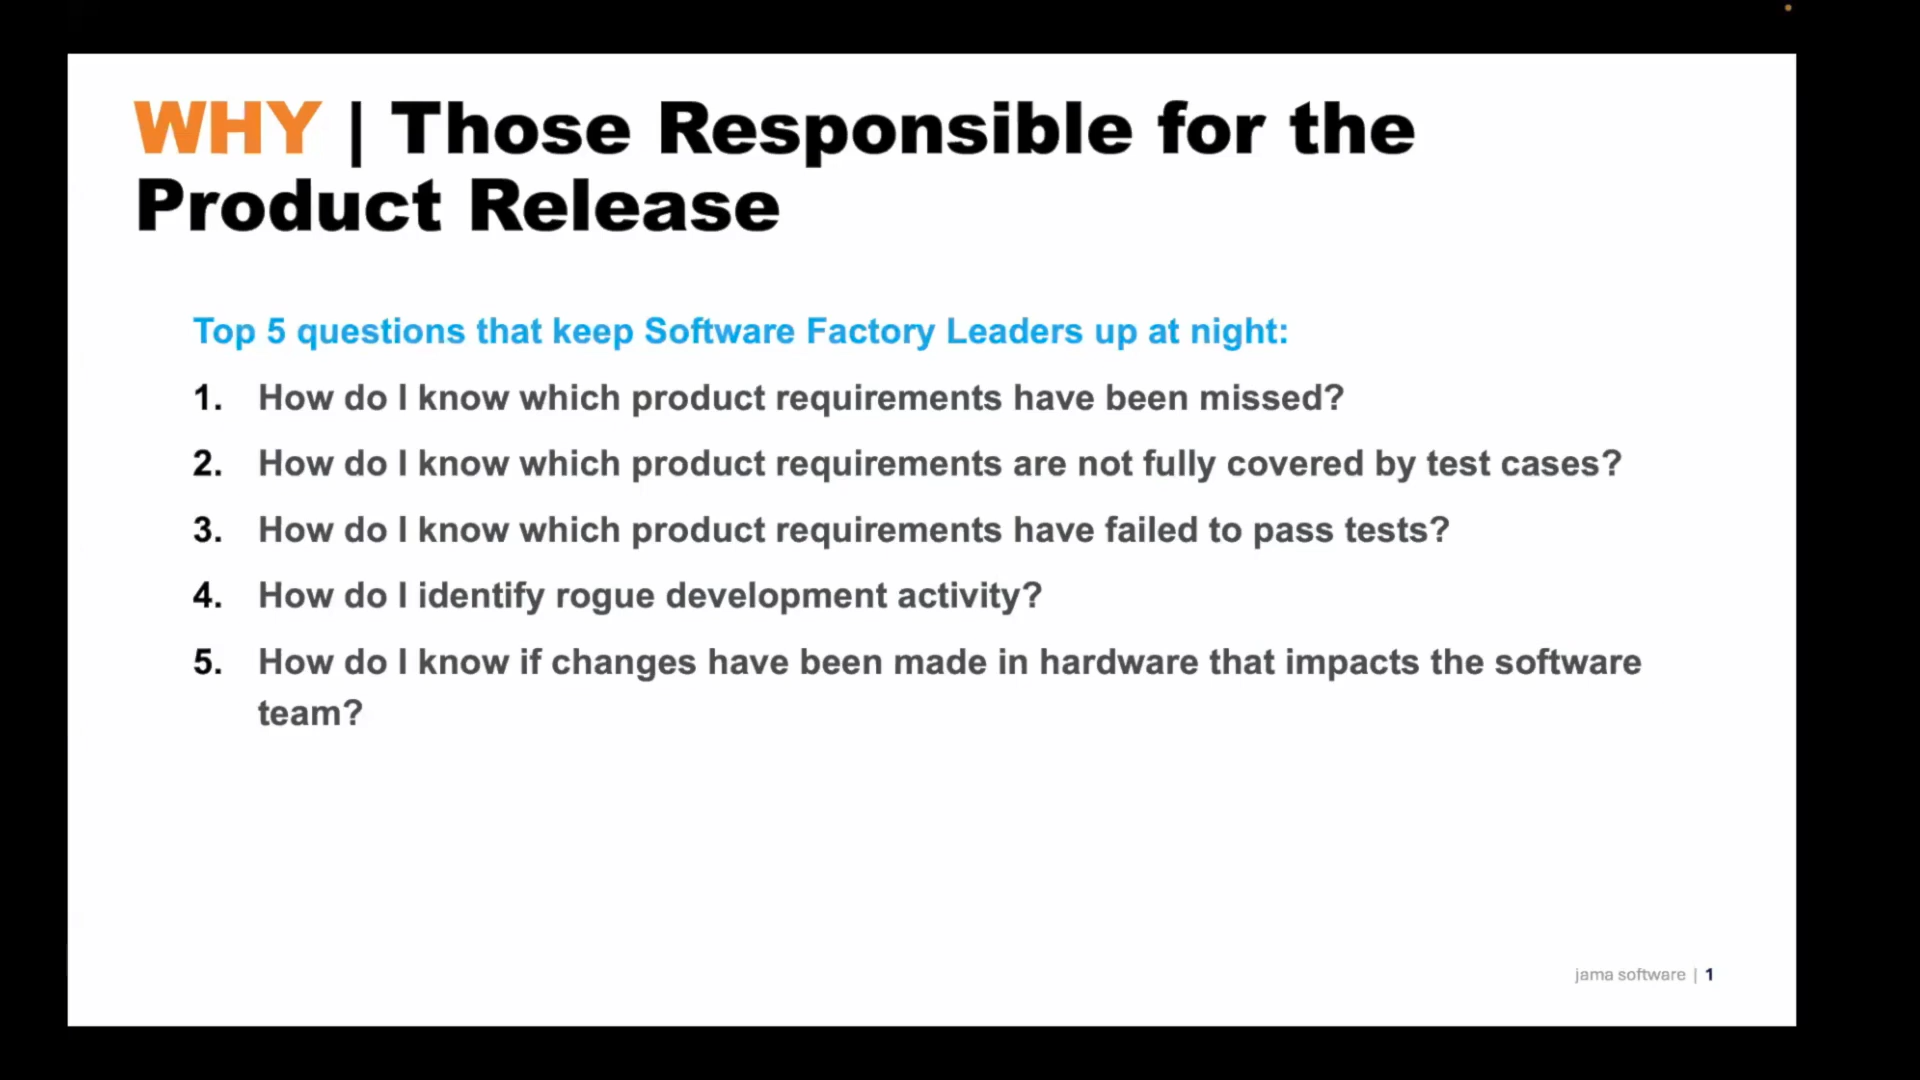 WHY | Those Responsible for the
Product Release
Top 5 questions that keep Software Factory Leaders up at night:
1. How do I know which product requirements have been missed?
2. How do I know which product requirements are not fully covered by test cases?
3. How do I know which product requirements have failed to pass tests?
4. How do I identify rogue development activity?
5. How do I know if changes have been made in hardware that impacts the software
team?
jama software | 1